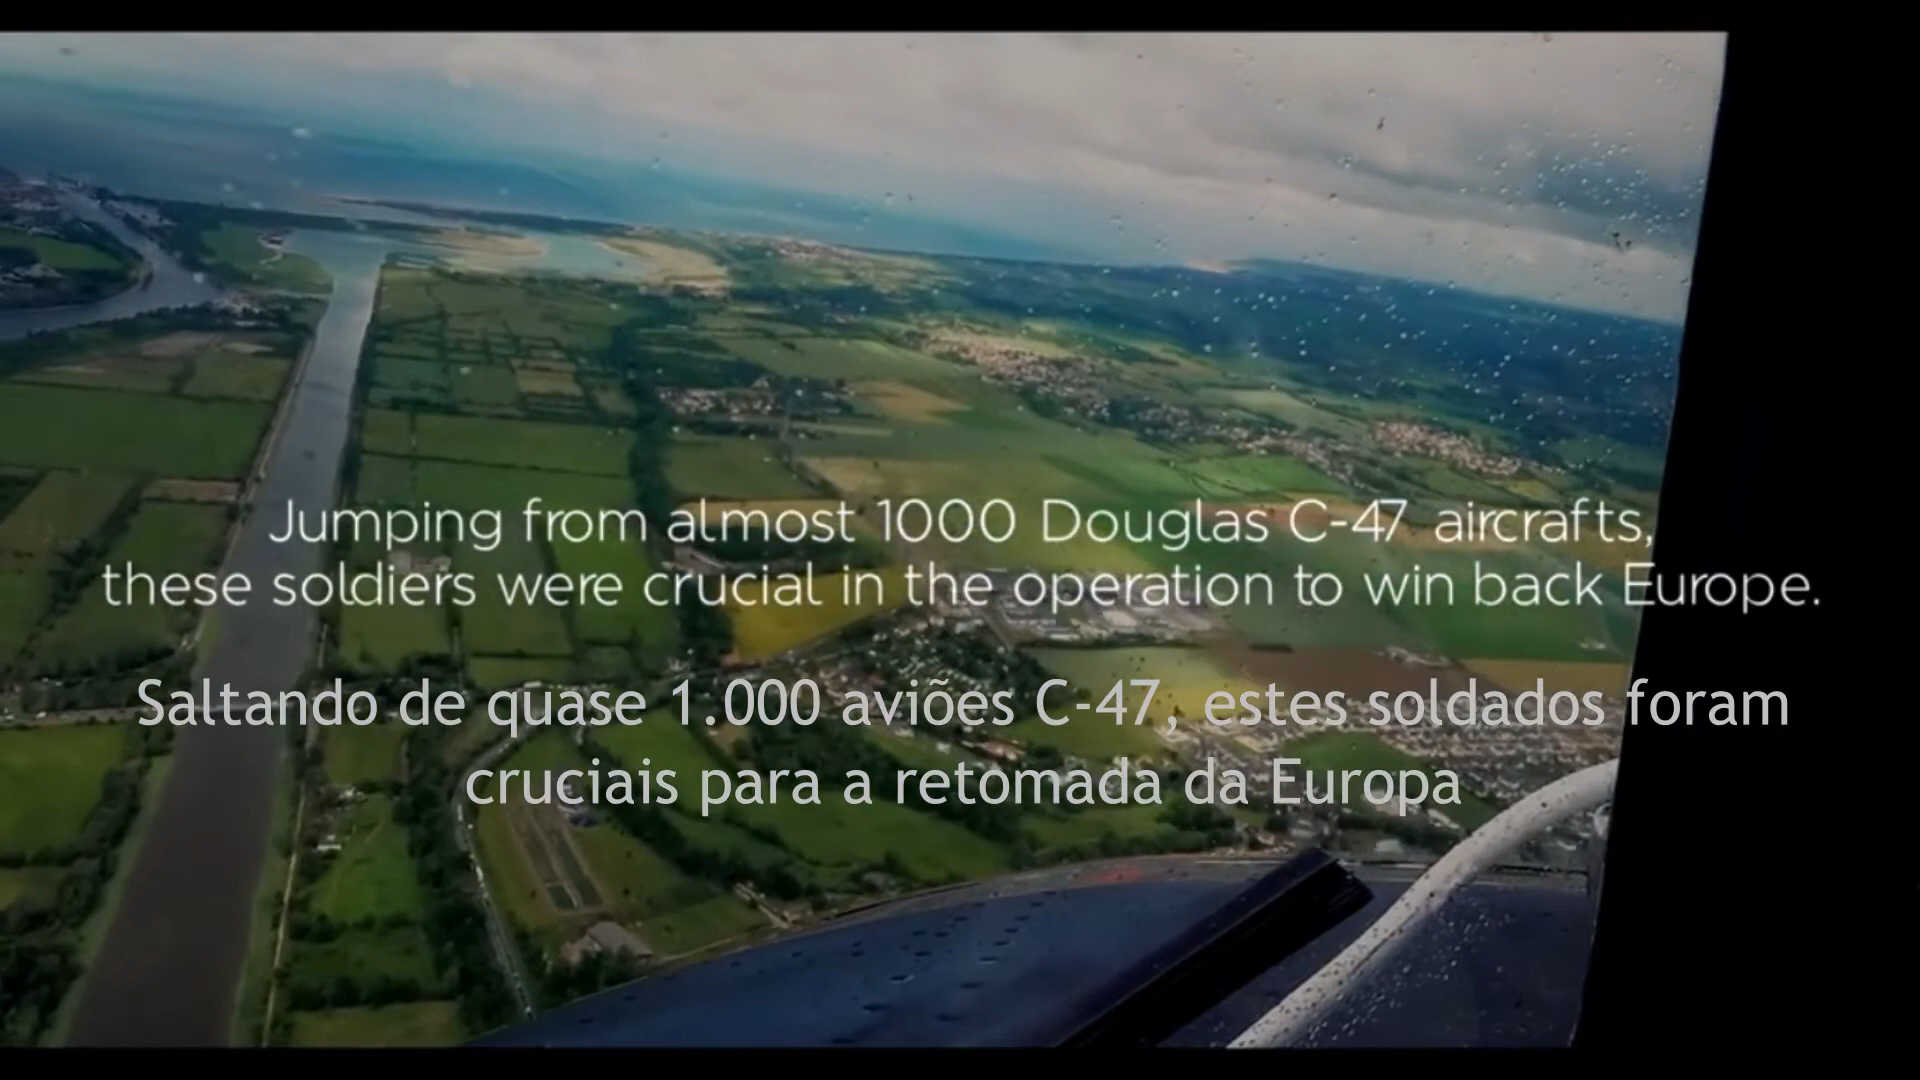 Jumping from almost 1000 Douglas C-47 aircrafts,
these soldiers were crucial in the operation to win back Europe.
Saltando de quase 1.000 aviões C-47, estes soldados foram
cruciais para a retomada da Europa